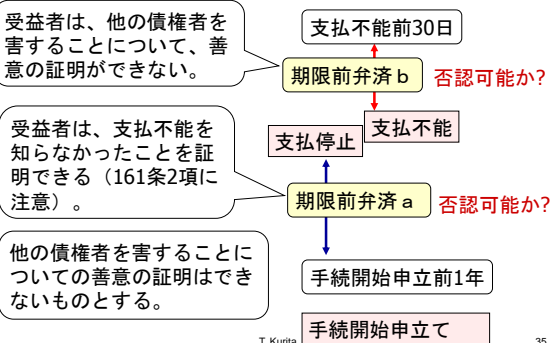 受益者は、他の債権者を
害することについて、善
意の証明ができない。
支払不能前30日
期限前弁済ｂ
否認可能か?
支払不能
支払停止
受益者は、支払不能を
知らなかったことを証
明できる（161条2項に
注意）。
期限前弁済ａ
否認可能か?
他の債権者を害することに
ついての善意の証明はでき
ないものとする。
手続開始申立前1年
手続開始申立て
T. Kurita
35